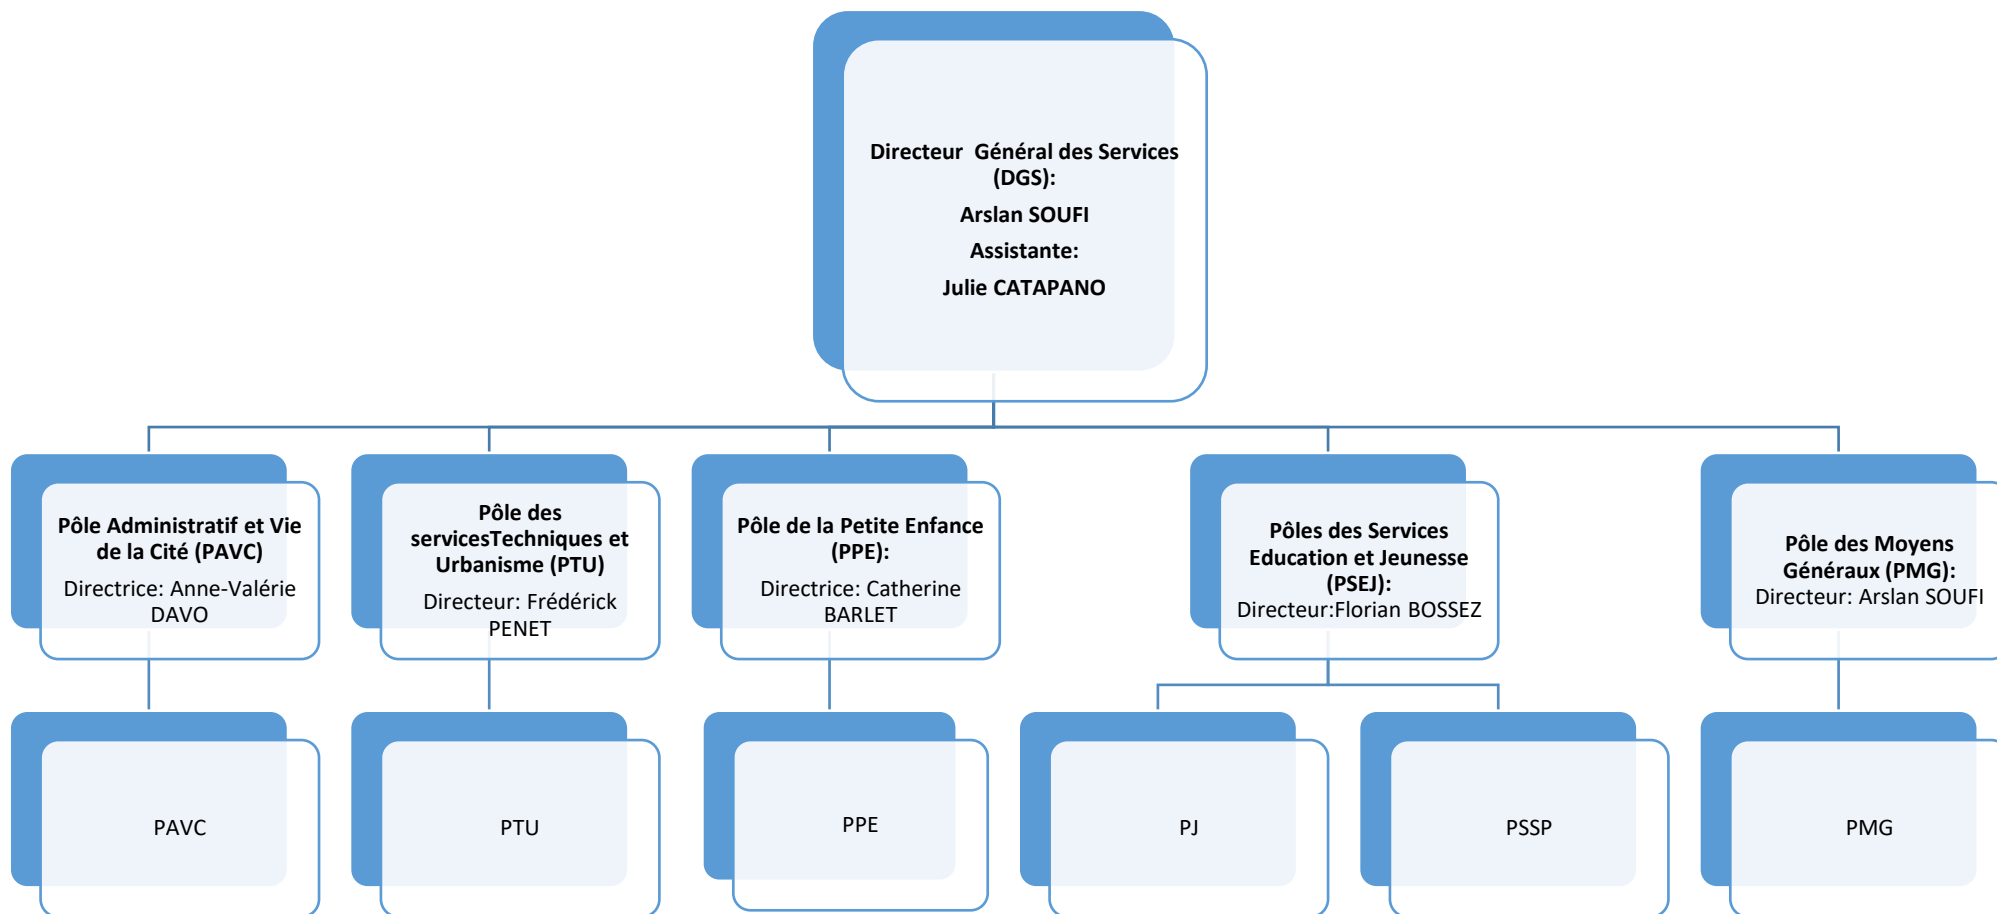 Directeur  Général des Services
(DGS):
Arslan SOUFI
Assistante:
Julie CATAPANO
Pôle Administratif et Vie
de la Cité (PAVC)
Directrice: Anne-Valérie
DAVO
Pôle des
servicesTechniques et
Urbanisme (PTU)
Directeur: Frédérick
PENET
Pôle de la Petite Enfance
(PPE):
Directrice: Catherine
BARLET
Pôles des Services
Education et Jeunesse
(PSEJ):
Directeur:Florian BOSSEZ
Pôle des Moyens
Généraux (PMG):
Directeur: Arslan SOUFI
PAVC
PTU
PPE
PJ
PSSP
PMG